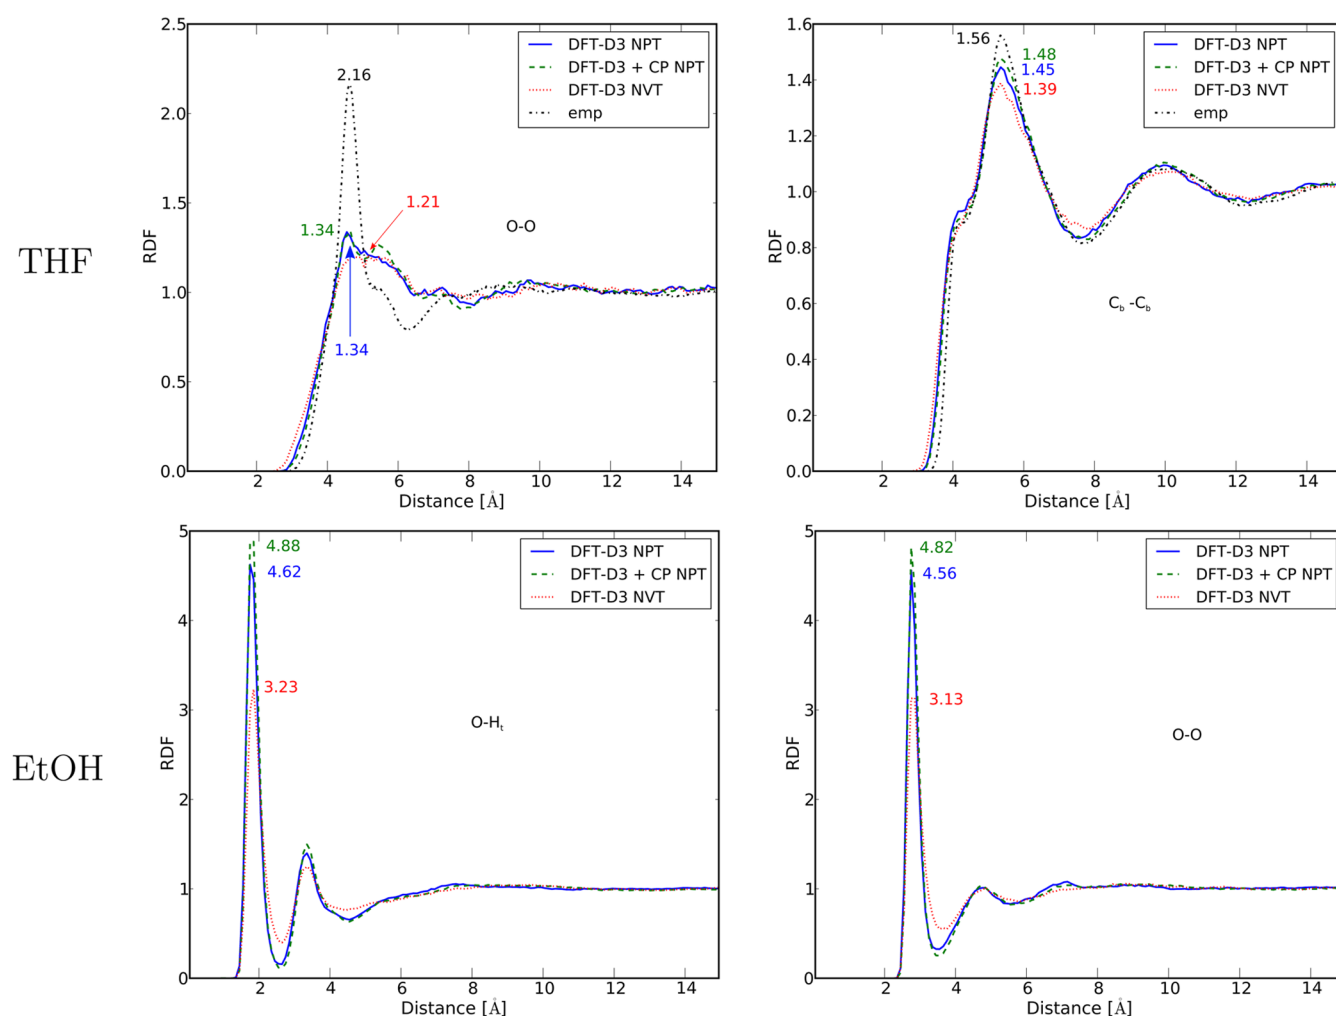 THF
2.5
2.0
1.5
1.0
0.5
0.0
RDF
2 4 6 8 10 12 14
Distance [Å]
DFT-D3 NPT
DFT-D3 + CP NPT
DFT-D3 NVT
emp
2.16
1.34
1.21
1.34
O-O
1.6
1.4
1.2
1.0
0.8
0.6
0.4
0.2
0.0
RDF
2 4 6 8 10 12 14
Distance [Å]
DFT-D3 NPT
DFT-D3 + CP NPT
DFT-D3 NVT
emp
1.56
1.48
1.45
1.39
C_b -C_b
EtOH
5
4
3
2
1
0
RDF
2 4 6 8 10 12 14
Distance [Å]
DFT-D3 NPT
DFT-D3 + CP NPT
DFT-D3 NVT
4.88
4.62
3.23
O-H_t
5
4
3
2
1
0
RDF
2 4 6 8 10 12 14
Distance [Å]
DFT-D3 NPT
DFT-D3 + CP NPT
DFT-D3 NVT
4.82
4.56
3.13
O-O